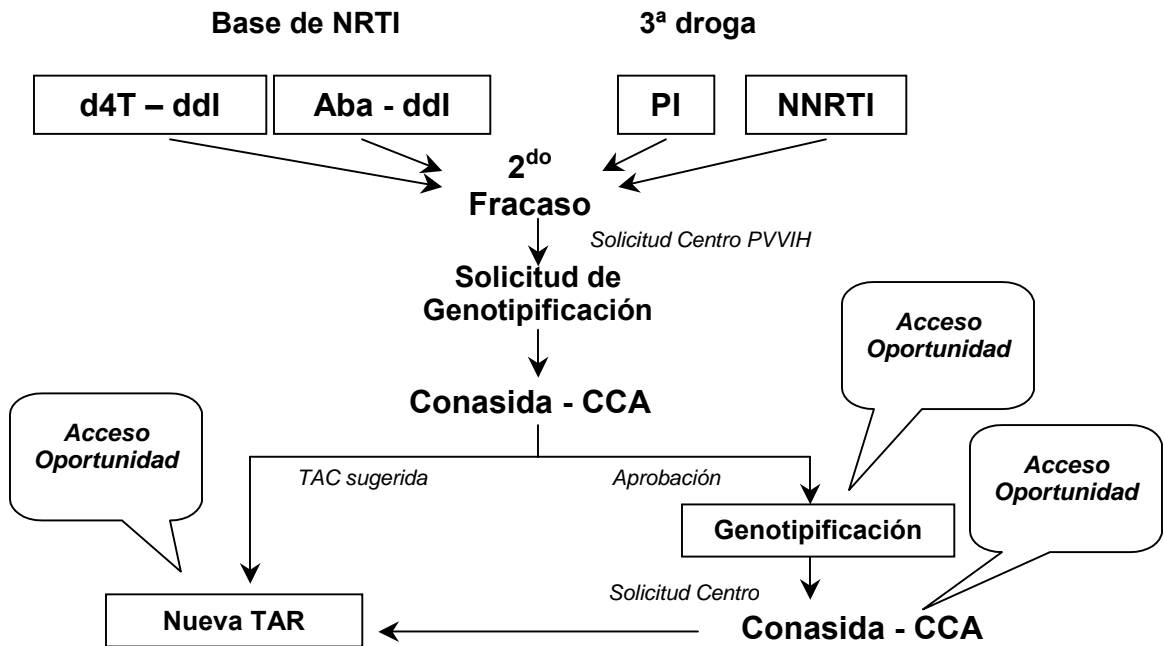 Base de NRTI
3ª droga
d4T – ddI
Aba - ddI
PI
NNRTI
2do
Fracaso
Solicitud Centro PVVIH
Solicitud de
Genotipificación
Acceso
Oportunidad
Conasida - CCA
Acceso
Oportunidad
TAC sugerida
Aprobación
Acceso
Oportunidad
Genotipificación
Solicitud Centro
Nueva TAR
Conasida - CCA